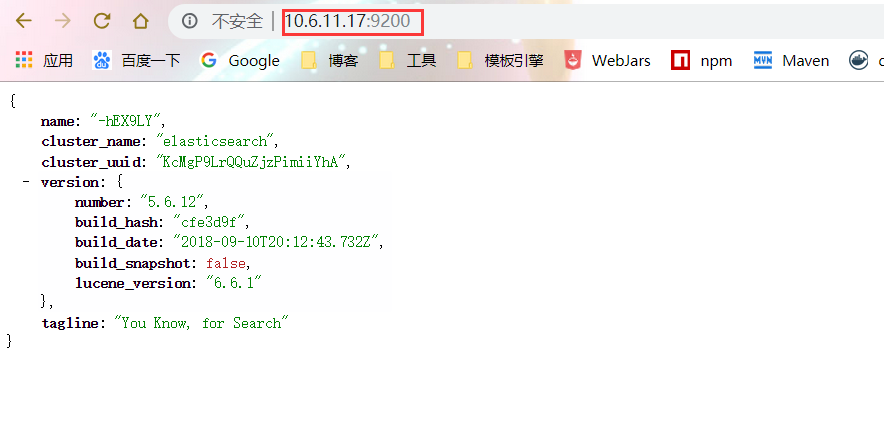 不安全 | 10.6.11.17:9200
应用 百度一下 Google 博客 工具 模板引擎 WebJars npm Maven
{
name: "-hEX9LY",
cluster_name: "elasticsearch",
cluster_uuid: "KcMgP9LrQQuZjzPimiiYhA",
- version: {
number: "5.6.12",
build_hash: "cfe3d9f",
build_date: "2018-09-10T20:12:43.732Z",
build_snapshot: false,
lucene_version: "6.6.1"
},
tagline: "You Know, for Search"
}